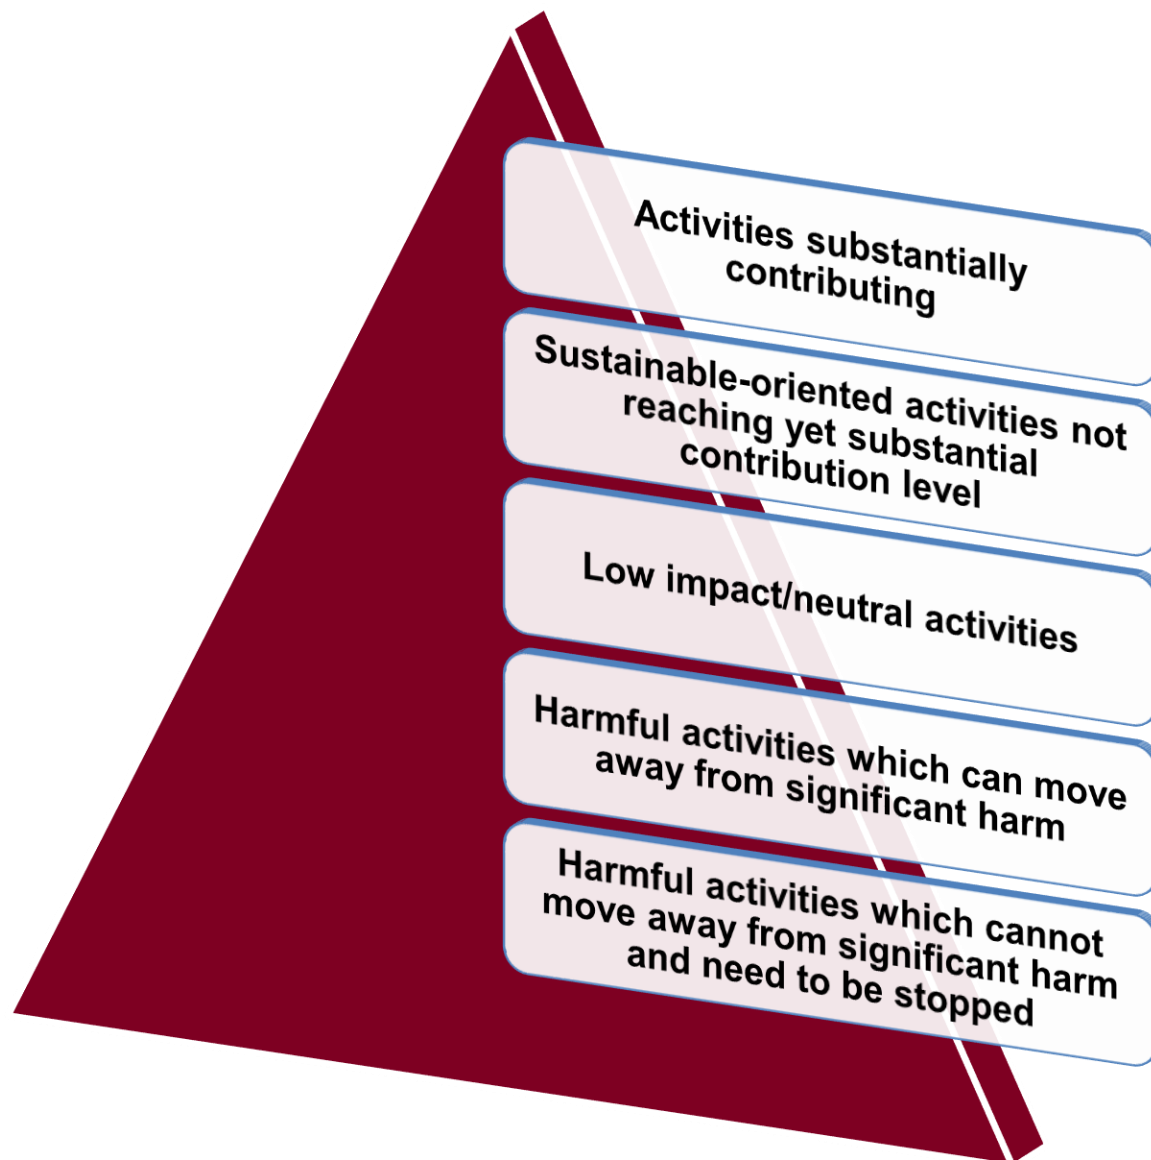 Activities substantially
contributing
Sustainable-oriented activities not
reaching yet substantial
contribution level
Low impact/neutral activities
Harmful activities which can move
away from significant harm
Harmful activities which cannot
move away from significant harm
and need to be stopped